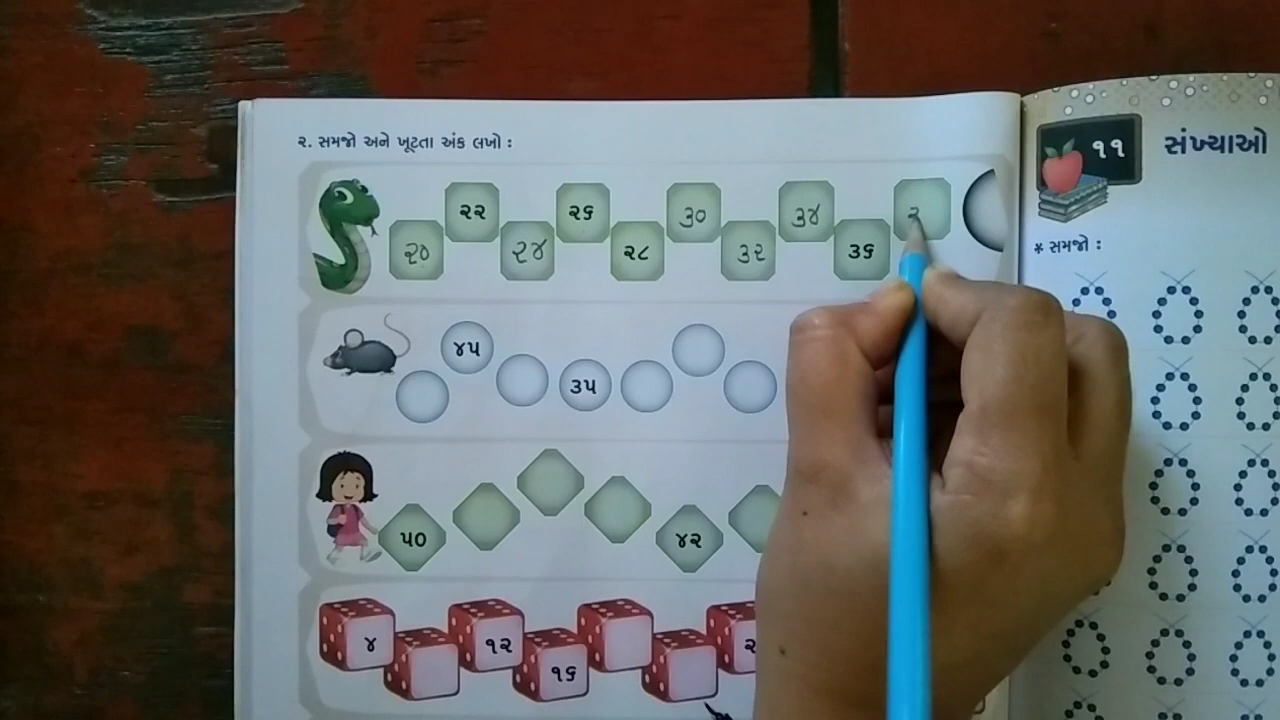 ૨. સમજો અને ખૂટતા અંક લખો :
૨૦ ૨૨ ૨૪ ૨૬ ૨૮ ૩૦ ૩૨ ૩૪ ૩૬
૪૫ ૩૫
૫૦ ૪૨
૪ ૧૨ ૧૬
૧૧ સંખ્યાઓ
* સમજો :